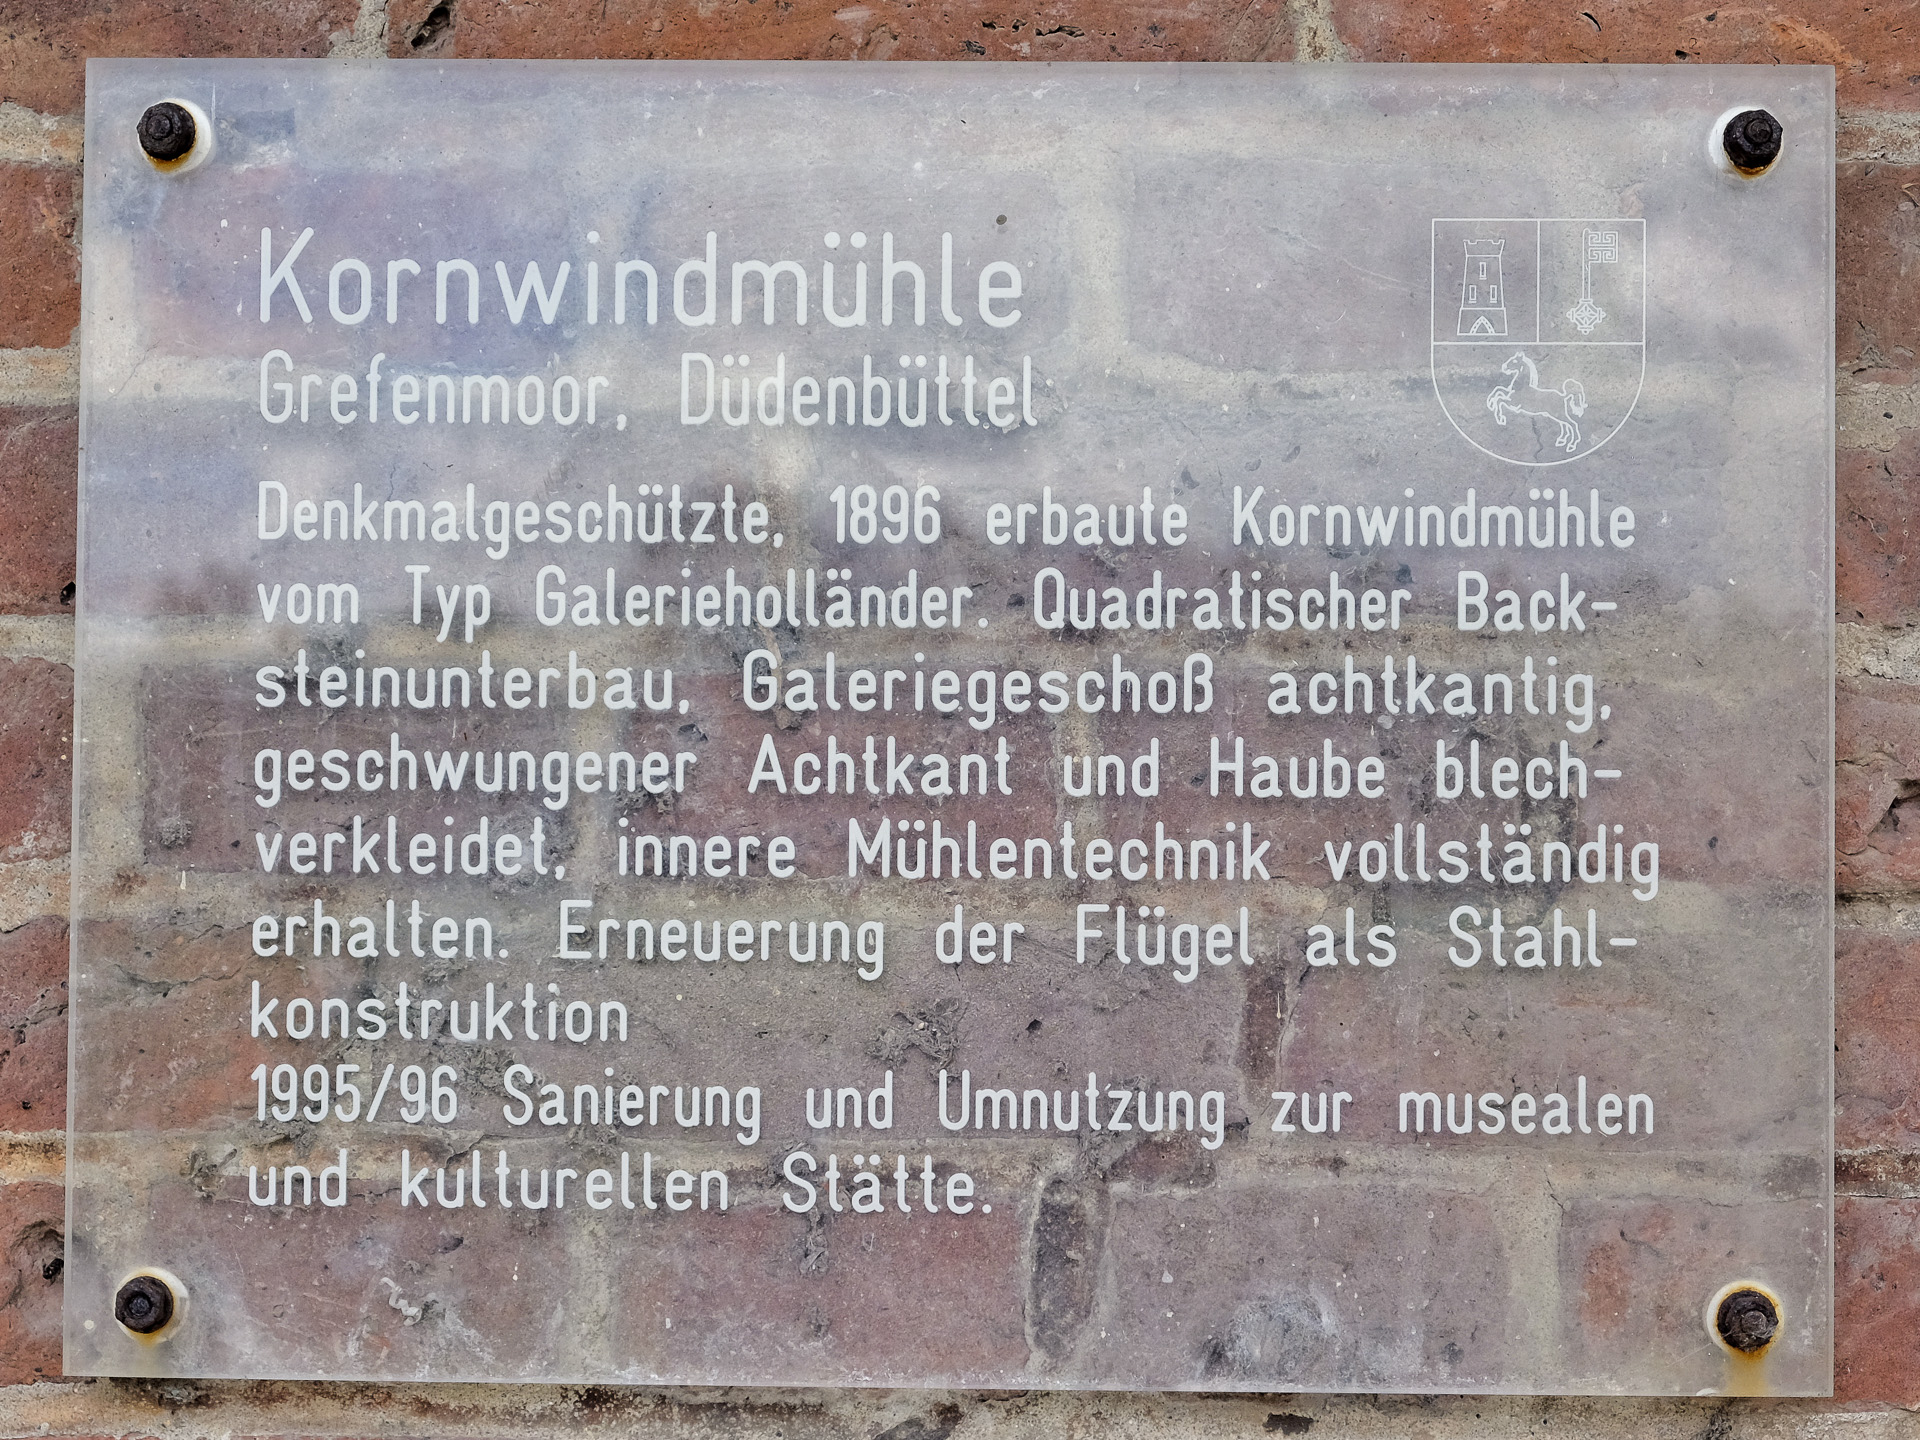 Kornwindmühle
Grefenmoor, Düdenbüttel
Denkmalgeschützte, 1896 erbaute Kornwindmühle
vom Typ Galerieholländer. Quadratischer Back-
steinunterbau, Galeriegeschoß achtkantig,
geschwungener Achtkant und Haube blech-
verkleidet, innere Mühlentechnik vollständig
erhalten. Erneuerung der Flügel als Stahl-
konstruktion
1995/96 Sanierung und Umnutzung zur musealen
und kulturellen Stätte.